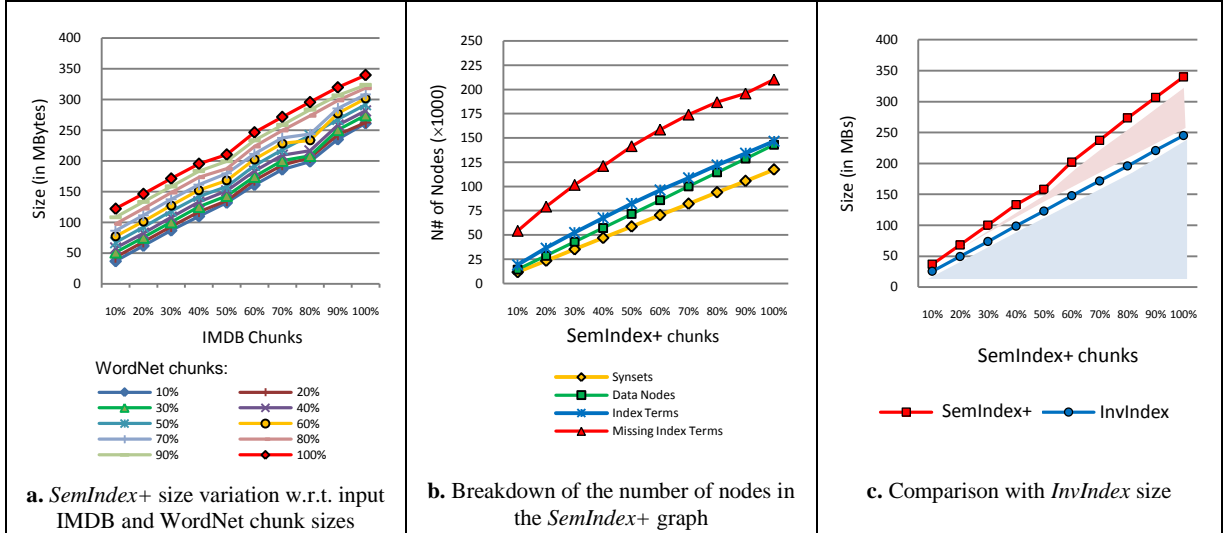 400
350
300
250
200
150
100
50
0
Size (in MBytes)
10% 20% 30% 40% 50% 60% 70% 80% 90% 100%
IMDB Chunks
WordNet chunks:
10% 20%
30% 40%
50% 60%
70% 80%
90% 100%
a. SemIndex+ size variation w.r.t. input
IMDB and WordNet chunk sizes
250
225
200
175
150
125
100
75
50
25
0
N# of Nodes (×1000)
10% 20% 30% 40% 50% 60% 70% 80% 90% 100%
SemIndex+ chunks
Synsets
Data Nodes
Index Terms
Missing Index Terms
b. Breakdown of the number of nodes in
the SemIndex+ graph
400
350
300
250
200
150
100
50
0
Size (in MBs)
10% 20% 30% 40% 50% 60% 70% 80% 90% 100%
SemIndex+ chunks
SemIndex+ InvIndex
c. Comparison with InvIndex size